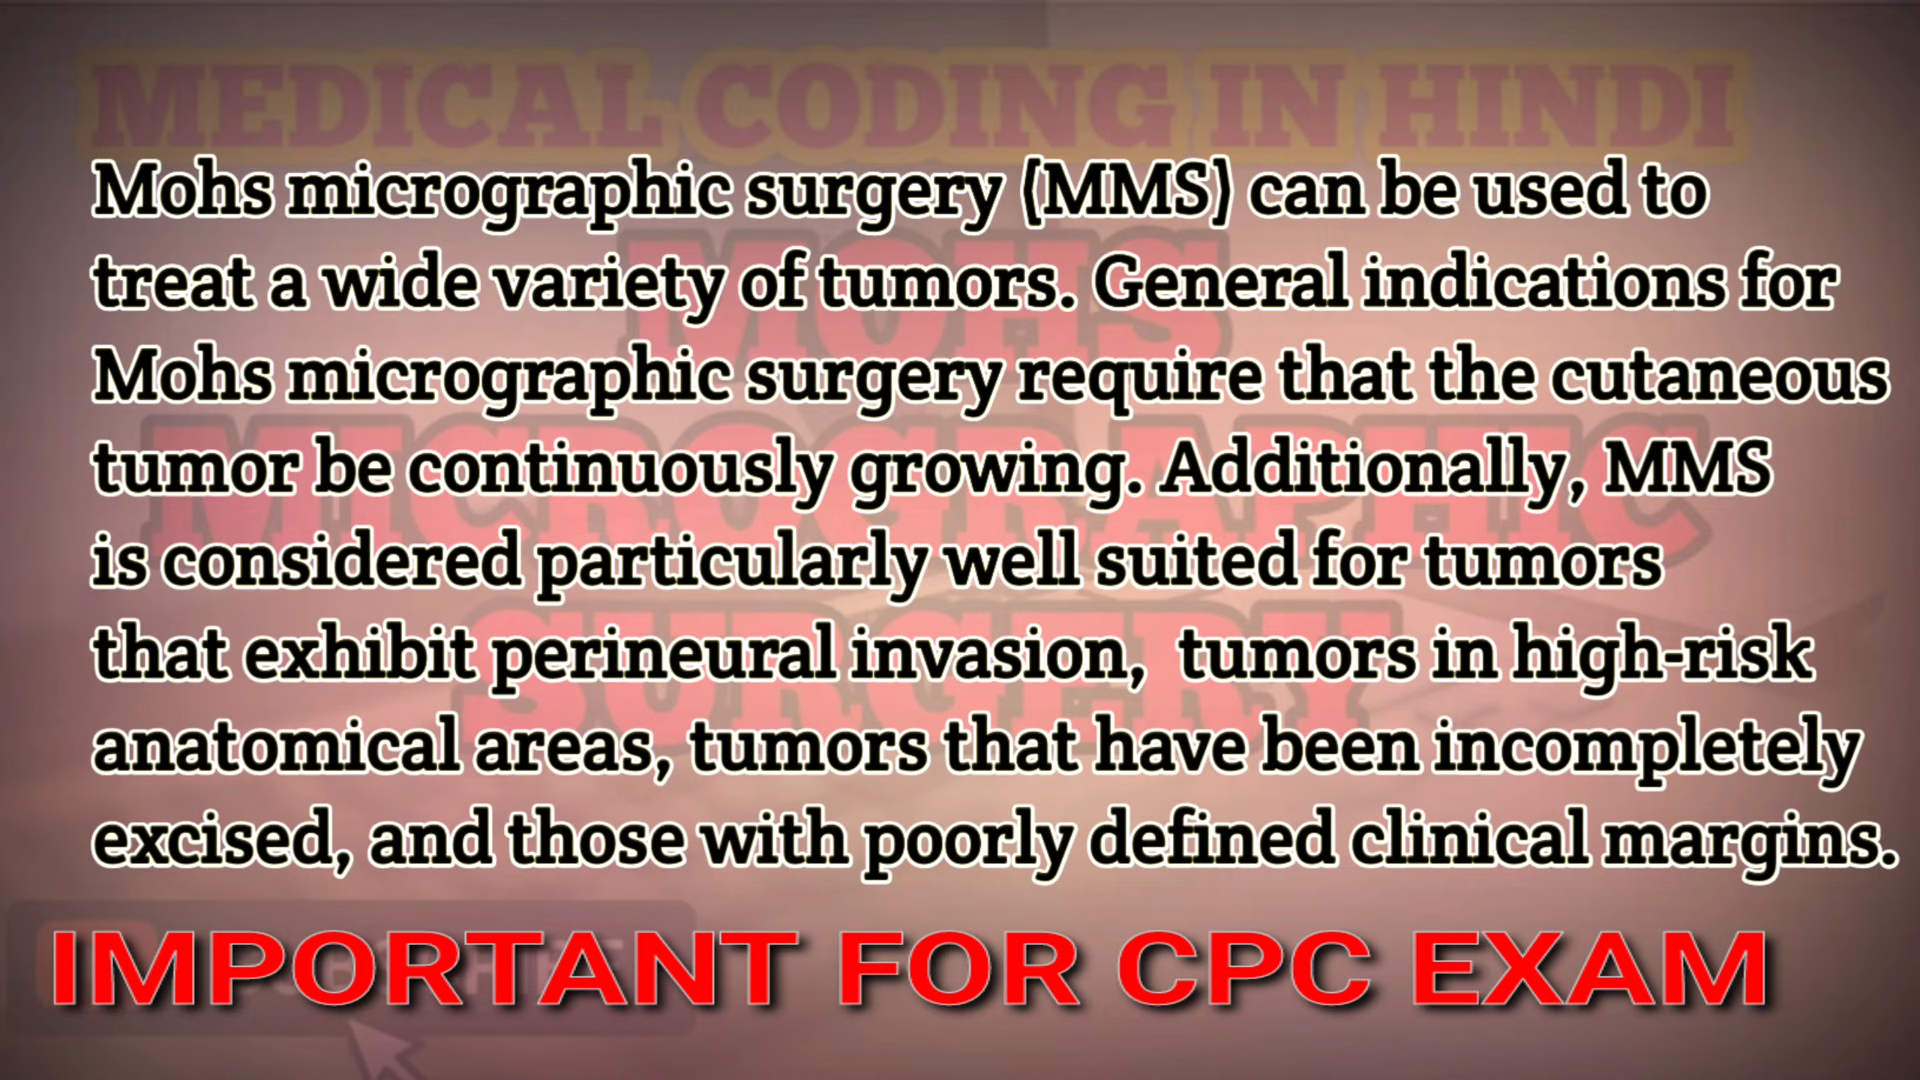 MEDICAL CODING IN HINDI
Mohs micrographic surgery (MMS) can be used to
treat a wide variety of tumors. General indications for
MOHS
Mohs micrographic surgery require that the cutaneous
tumor be continuously growing. Additionally, MMS
MICROGRAPHIC
is considered particularly well suited for tumors
that exhibit perineural invasion, tumors in high-risk
SURGERY
anatomical areas, tumors that have been incompletely
excised, and those with poorly defined clinical margins.
IMPORTANT FOR CPC EXAM